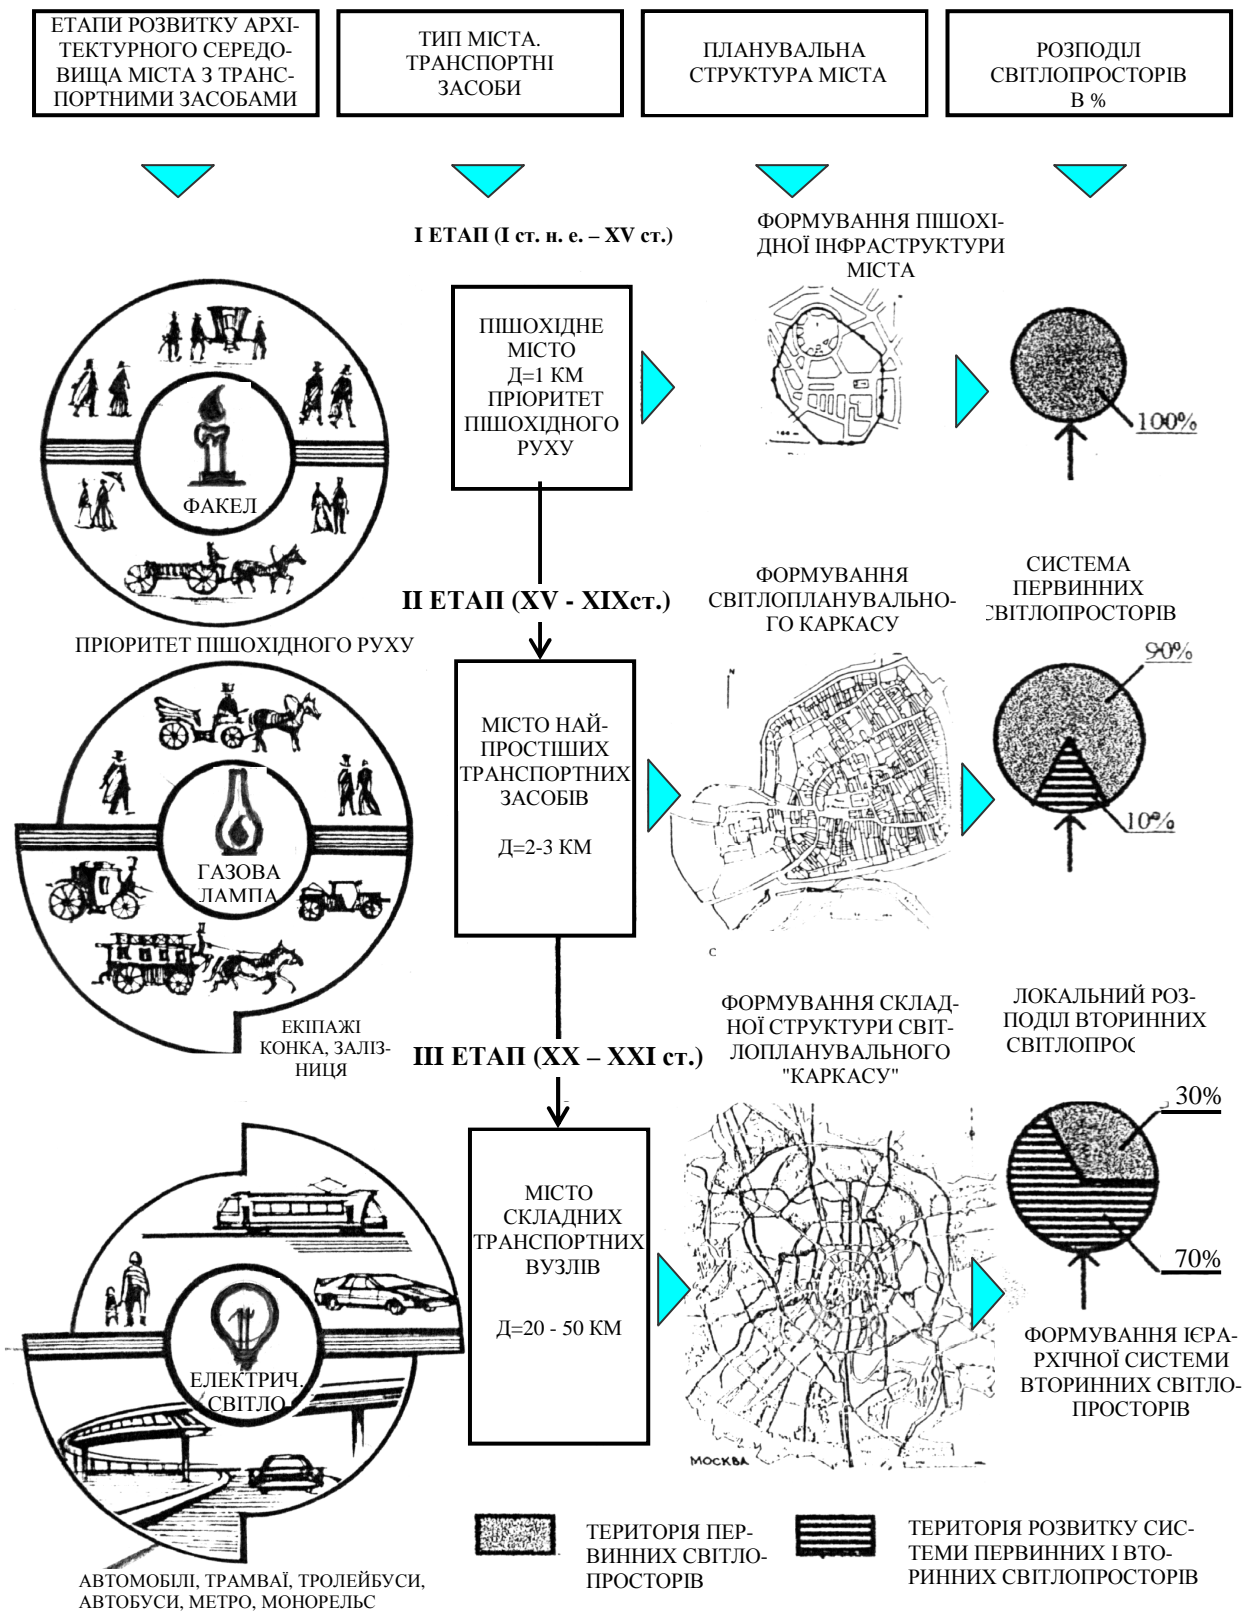 ЕТАПИ РОЗВИТКУ АРХІ-
ТЕКТУРНОГО СЕРЕДО-
ВИЩА МІСТА З ТРАНС-
ПОРТНИМИ ЗАСОБАМИ
ТИП МІСТА.
ТРАНСПОРТНІ
ЗАСОБИ
ПЛАНУВАЛЬНА
СТРУКТУРА МІСТА
РОЗПОДІЛ
СВІТЛОПРОСТОРІВ
В %
І ЕТАП (І ст. н. е. – XV ст.)
ФОРМУВАННЯ ПІШОХІ-
ДНОЇ ІНФРАСТРУКТУРИ
МІСТА
ФАКЕЛ
ПІШОХІДНЕ
МІСТО
Д=1 КМ
ПРІОРИТЕТ
ПІШОХІДНОГО
РУХУ
100%
ПРІОРИТЕТ ПІШОХІДНОГО РУХУ
ІІ ЕТАП (XV - XIXст.)
ФОРМУВАННЯ
СВІТЛОПЛАНУВАЛЬНО-
ГО КАРКАСУ
СИСТЕМА
ПЕРВИННИХ
СВІТЛОПРОСТОРІВ
ГАЗОВА
ЛАМПА
МІСТО НАЙ-
ПРОСТІШИХ
ТРАНСПОРТНИХ
ЗАСОБІВ
Д=2-3 КМ
N
С
90%
10%
ЕКІПАЖІ
КОНКА, ЗАЛІЗ-
НИЦЯ
ІІІ ЕТАП (XX – XXI ст.)
ФОРМУВАННЯ СКЛАД-
НОЇ СТРУКТУРИ СВІТ-
ЛОПЛАНУВАЛЬНОГО
"КАРКАСУ"
ЛОКАЛЬНИЙ РОЗ-
ПОДІЛ ВТОРИННИХ
СВІТЛОПРОС
ЕЛЕКТРИЧ.
СВІТЛО
МІСТО
СКЛАДНИХ
ТРАНСПОРТНИХ
ВУЗЛІВ
Д=20 - 50 КМ
МОСКВА
30%
70%
ФОРМУВАННЯ ІЄРА-
РХІЧНОЇ СИСТЕМИ
ВТОРИННИХ СВІТЛО-
ПРОСТОРІВ
АВТОМОБІЛІ, ТРАМВАЇ, ТРОЛЕЙБУСИ,
АВТОБУСИ, МЕТРО, МОНОРЕЛЬС
ТЕРИТОРІЯ ПЕР-
ВИННИХ СВІТЛО-
ПРОСТОРІВ
ТЕРИТОРІЯ РОЗВИТКУ СИС-
ТЕМИ ПЕРВИННИХ І ВТО-
РИННИХ СВІТЛОПРОСТОРІВ